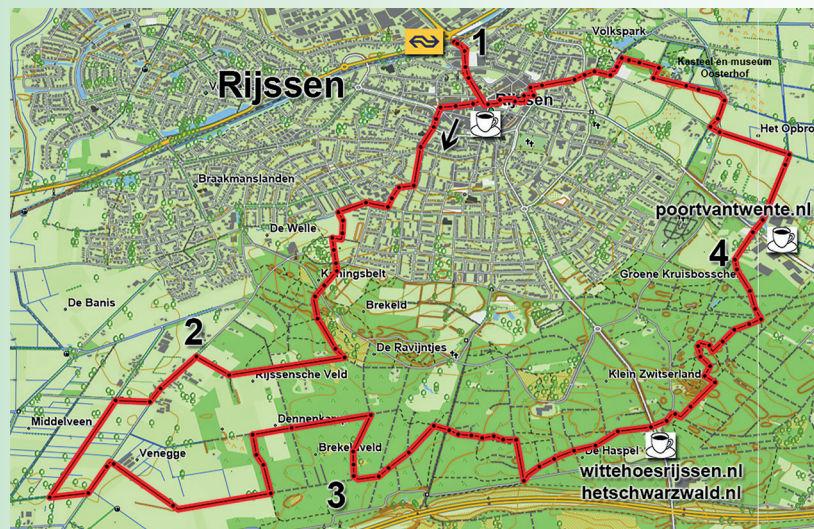 1
Volkspark
Kasteel en museum
Oosterhof
Rijssen
Rijssen
Het Opbro
Braakmanslanden
poortvantwente.nl
De Welle
4
Groene Kruisbossche
Koningsbelt
De Banis
Brekeld
2
De Ravijntjes
Rijssensche Veld
Klein Zwitserland
Middelveen
Dennenkamp
Venegge
Brekelsveld
De Haspel
3
wittehoesrijssen.nl
hetschwarzwald.nl